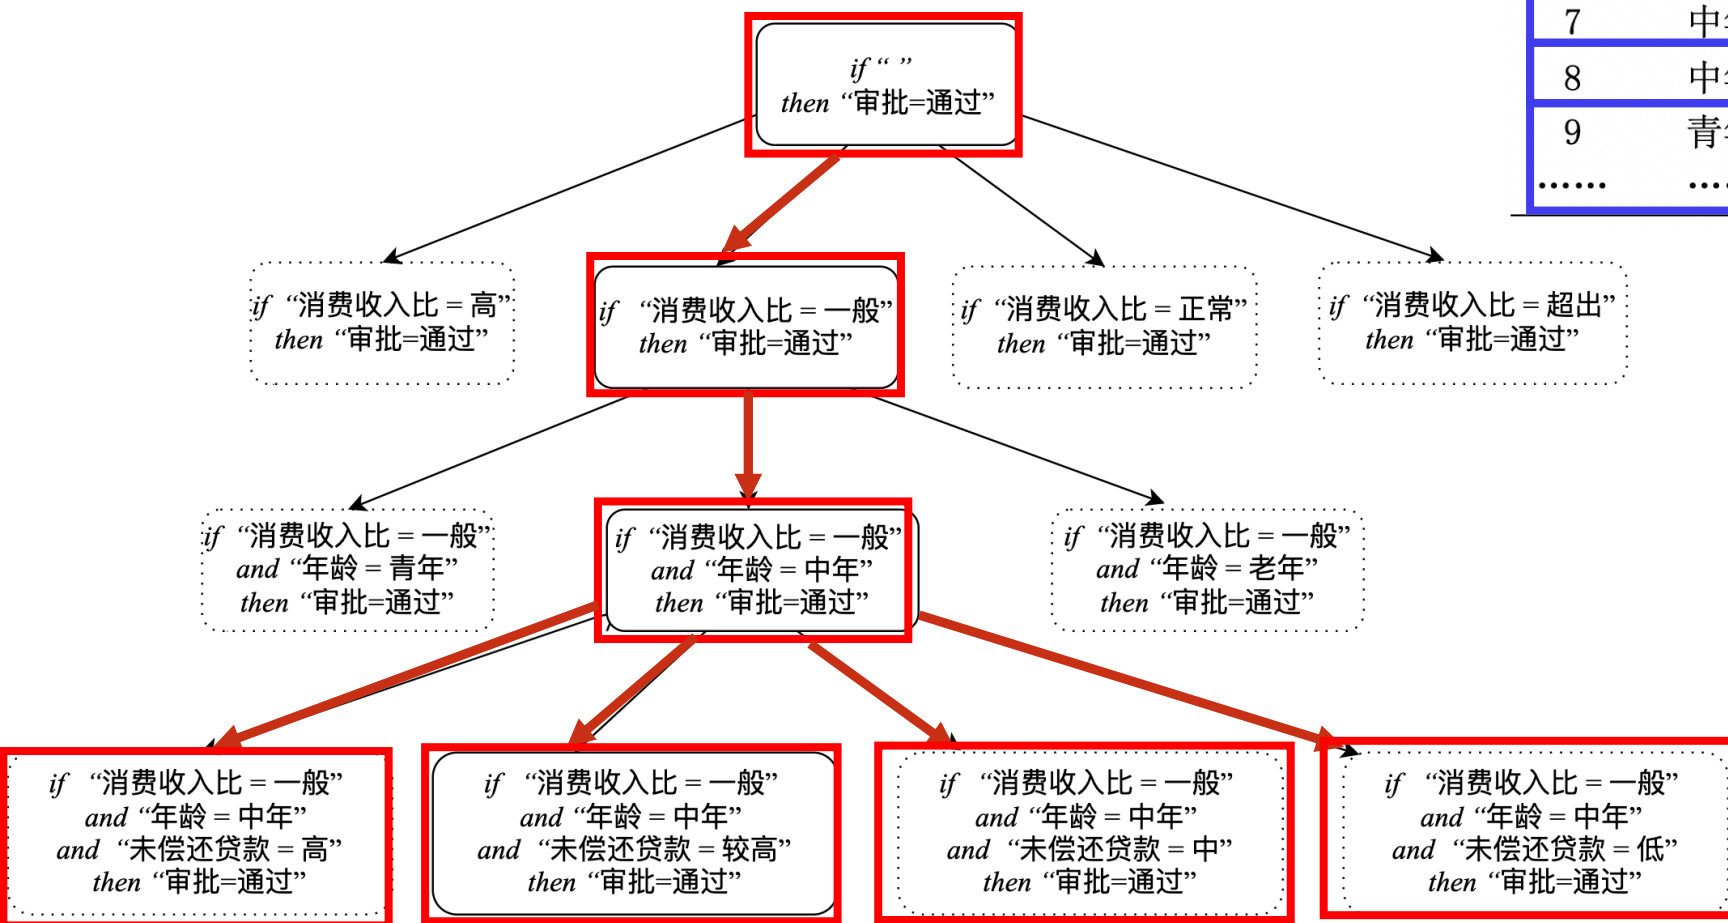 7 中
8 中
9 青
…… ….
if “ ”
then “审批=通过”
if “消费收入比 = 高”
then “审批=通过”
if “消费收入比 = 一般”
then “审批=通过”
if “消费收入比 = 正常”
then “审批=通过”
if “消费收入比 = 超出”
then “审批=通过”
if “消费收入比 = 一般”
and “年龄 = 青年”
then “审批=通过”
if “消费收入比 = 一般”
and “年龄 = 中年”
then “审批=通过”
if “消费收入比 = 一般”
and “年龄 = 老年”
then “审批=通过”
if “消费收入比 = 一般”
and “年龄 = 中年”
and “未偿还贷款 = 高”
then “审批=通过”
if “消费收入比 = 一般”
and “年龄 = 中年”
and “未偿还贷款 = 较高”
then “审批=通过”
if “消费收入比 = 一般”
and “年龄 = 中年”
and “未偿还贷款 = 中”
then “审批=通过”
if “消费收入比 = 一般”
and “年龄 = 中年”
and “未偿还贷款 = 低”
then “审批=通过”